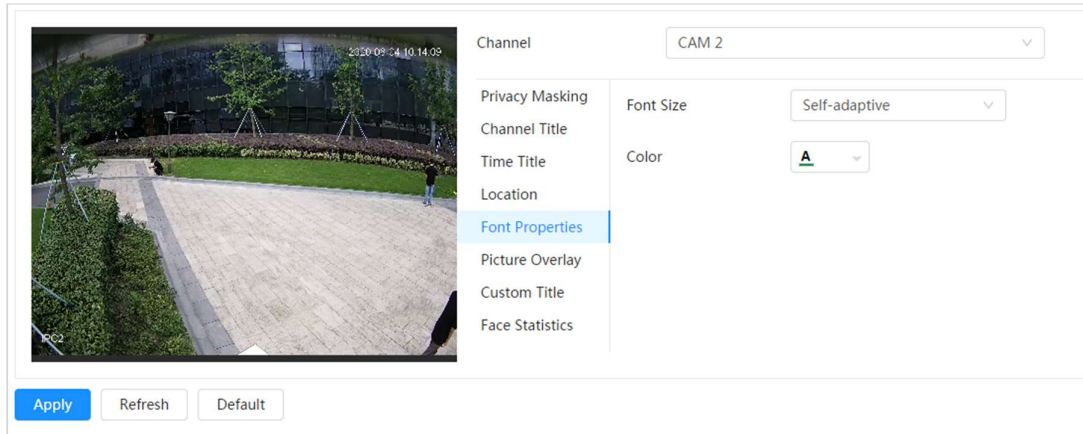 2020-09-04 10:14:09
IPC2
Channel
CAM 2
Privacy Masking
Channel Title
Time Title
Location
Font Properties
Picture Overlay
Custom Title
Face Statistics
Font Size
Self-adaptive
Color
A
Apply
Refresh
Default